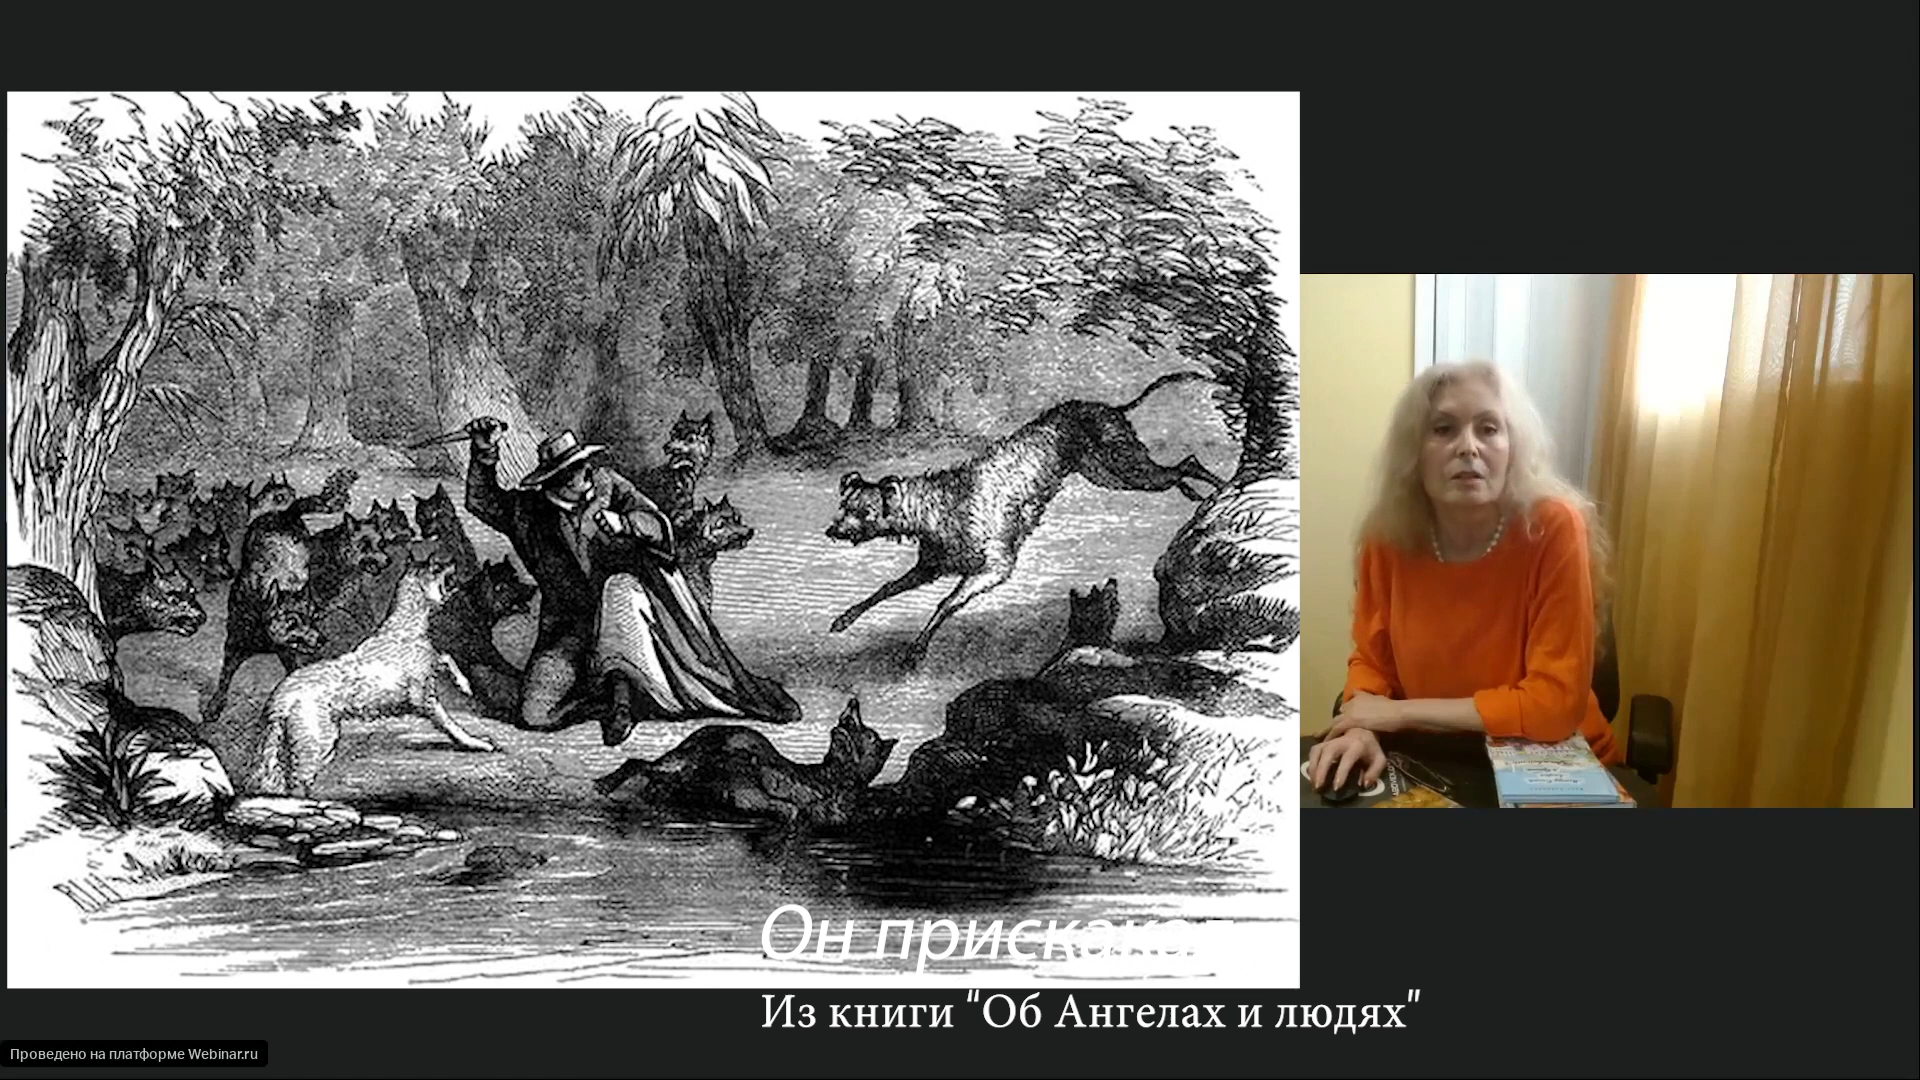 Он прискакал
Из книги "Об Ангелах и людях"
Проведено на платформе Webinar.ru